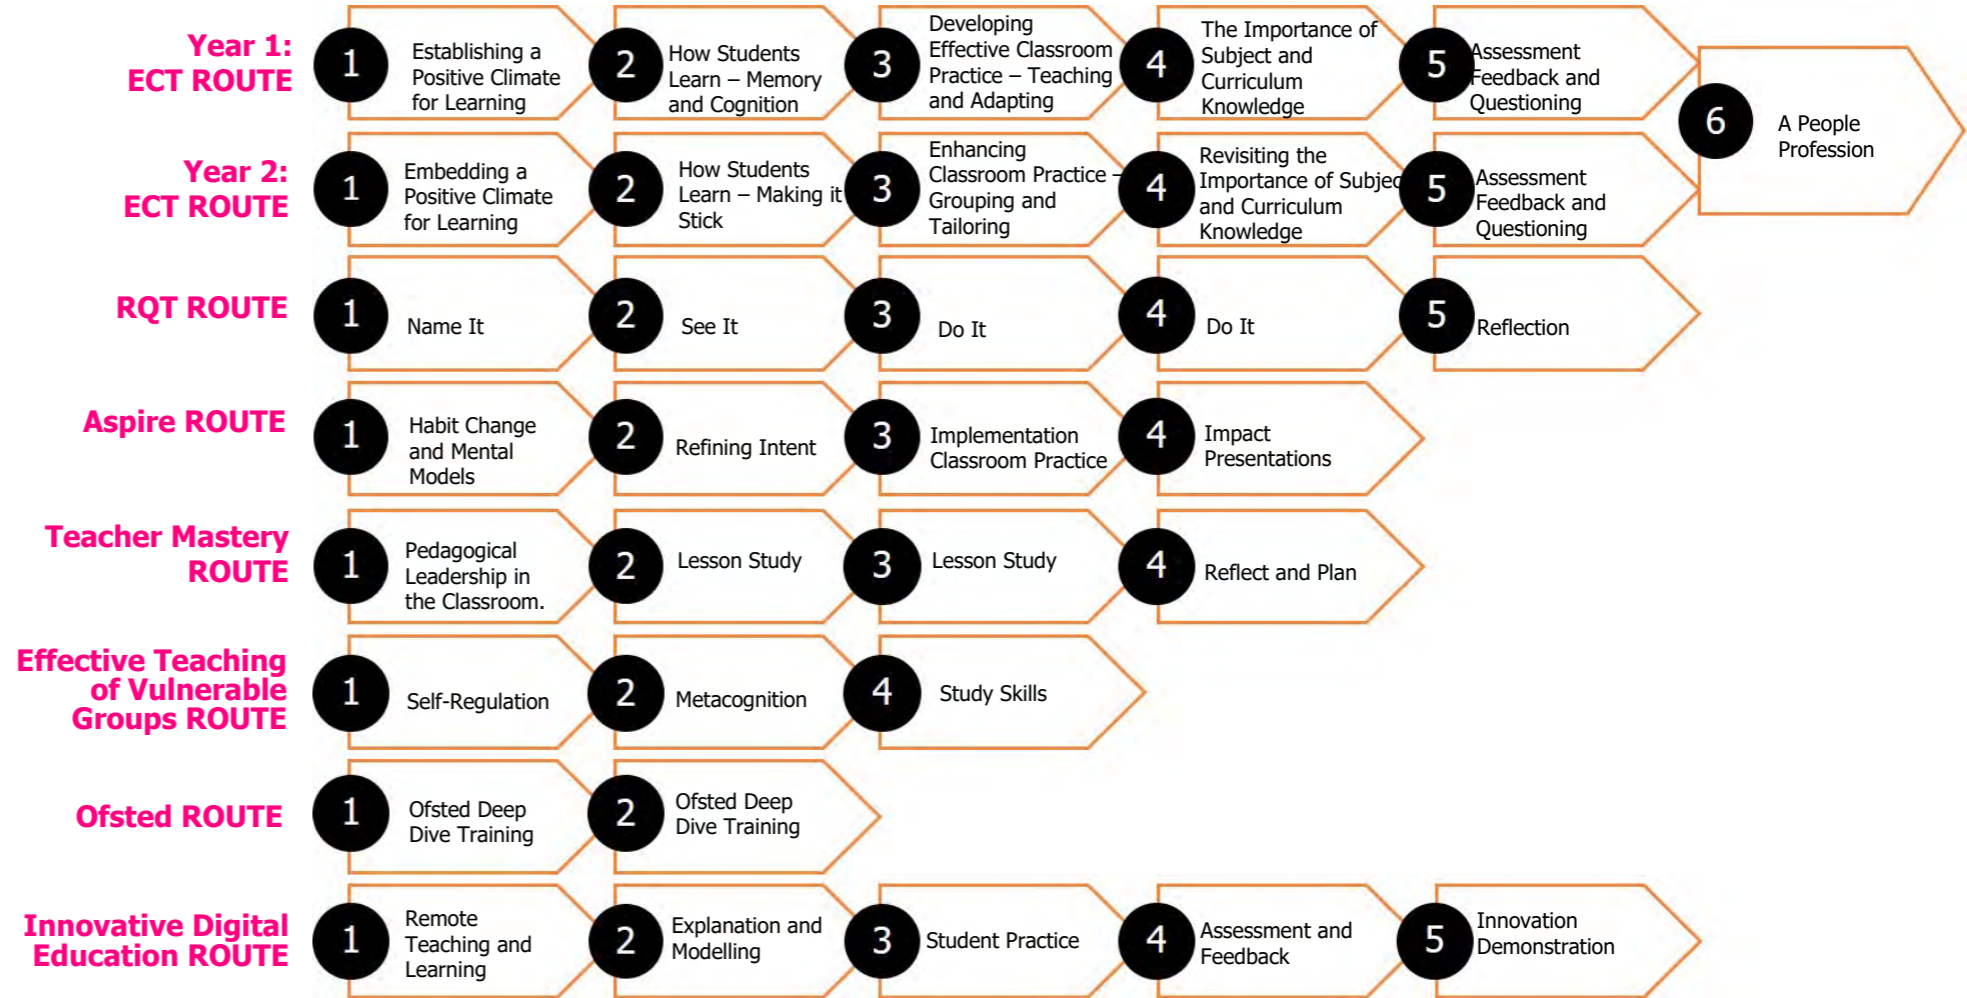 Year 1:
ECT ROUTE
1
Establishing a
Positive Climate
for Learning
2
How Students
Learn – Memory
and Cognition
3
Developing
Effective Classroom
Practice – Teaching
and Adapting
4
The Importance of
Subject and
Curriculum
Knowledge
5
Assessment
Feedback and
Questioning
6
A People
Profession
Year 2:
ECT ROUTE
1
Embedding a
Positive Climate
for Learning
2
How Students
Learn – Making it
Stick
3
Enhancing
Classroom Practice –
Grouping and
Tailoring
4
Revisiting the
Importance of Subjec
and Curriculum
Knowledge
5
Assessment
Feedback and
Questioning
RQT ROUTE
1
Name It
2
See It
3
Do It
4
Do It
5
Reflection
Aspire ROUTE
1
Habit Change
and Mental
Models
2
Refining Intent
3
Implementation
Classroom Practice
4
Impact
Presentations
Teacher Mastery
ROUTE
1
Pedagogical
Leadership in
the Classroom.
2
Lesson Study
3
Lesson Study
4
Reflect and Plan
Effective Teaching
of Vulnerable
Groups ROUTE
1
Self-Regulation
2
Metacognition
4
Study Skills
Ofsted ROUTE
1
Ofsted Deep
Dive Training
2
Ofsted Deep
Dive Training
Innovative Digital
Education ROUTE
1
Remote
Teaching and
Learning
2
Explanation and
Modelling
3
Student Practice
4
Assessment and
Feedback
5
Innovation
Demonstration